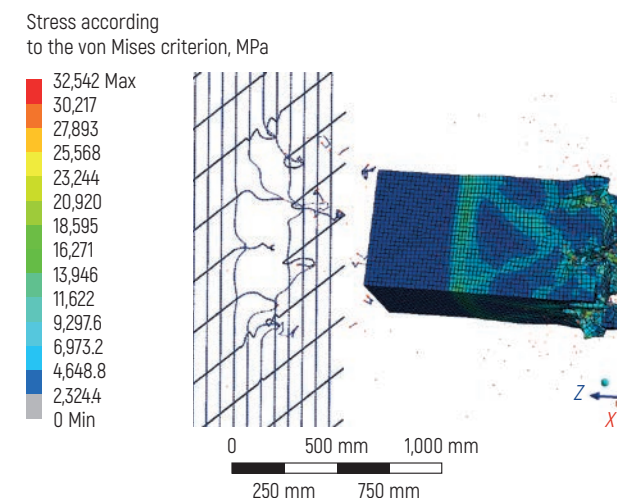 Stress according
to the von Mises criterion, MPa
32,542 Max
30,217
27,893
25,568
23,244
20,920
18,595
16,271
13,946
11,622
9,297.6
6,973.2
4,648.8
2,324.4
0 Min
Z
X
0 500 mm 1,000 mm
250 mm 750 mm